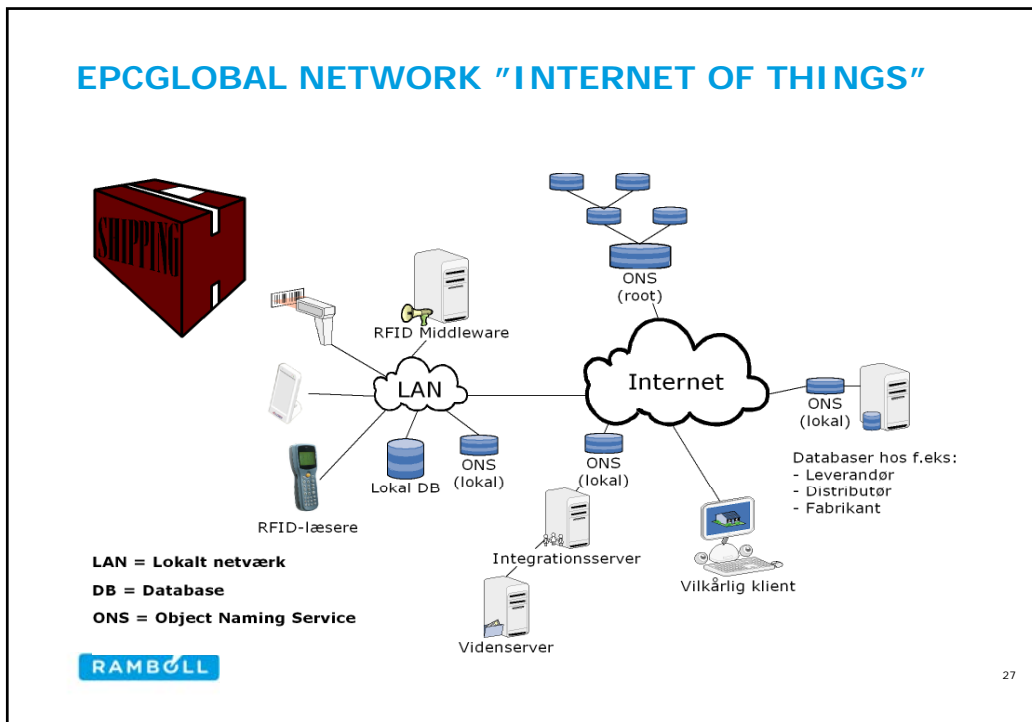 EPCGLOBAL NETWORK ”INTERNET OF THINGS”
SHIPPING
ONS
(root)
RFID Middleware
LAN
Internet
ONS
(lokal)
Lokal DB
ONS
(lokal)
ONS
(lokal)
Databaser hos f.eks:
- Leverandør
- Distributør
- Fabrikant
RFID-læsere
Integrationsserver
Vilkårlig klient
Videnserver
LAN = Lokalt netværk
DB = Database
ONS = Object Naming Service
RAMBOLL
27